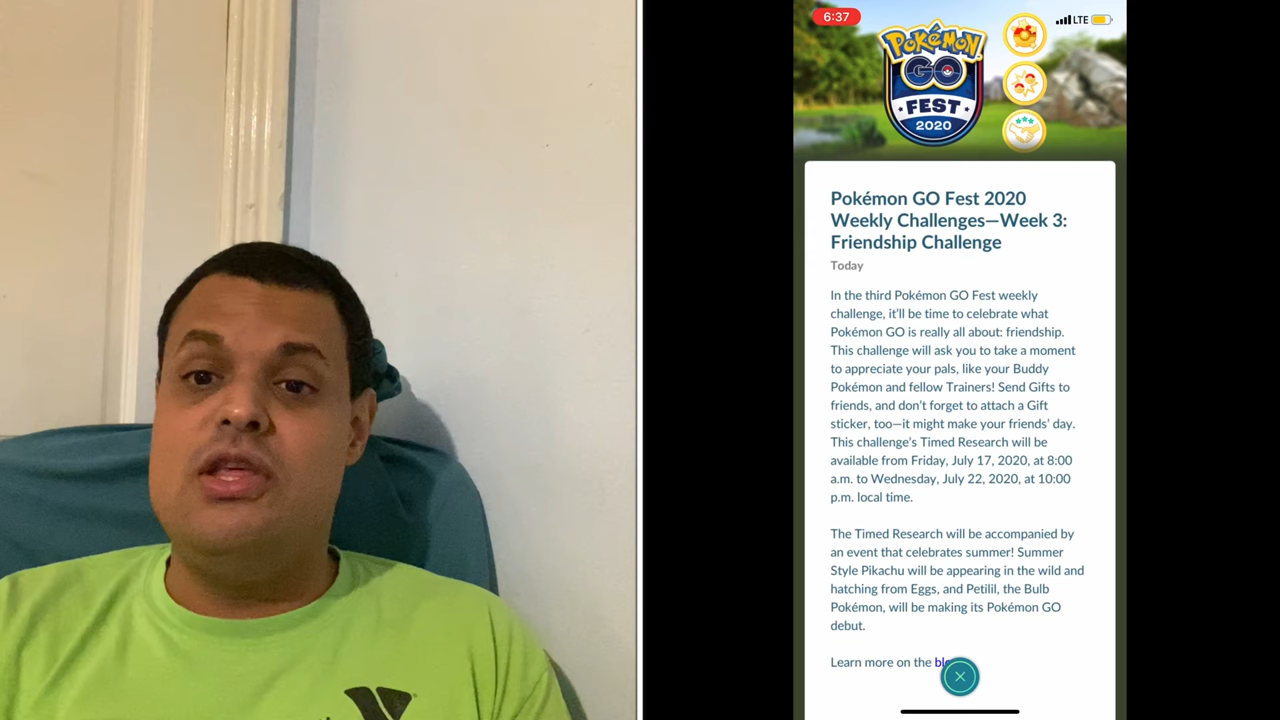 6:37
LTE
Pokémon
GO
FEST
2020
Pokémon GO Fest 2020
Weekly Challenges—Week 3:
Friendship Challenge
Today
In the third Pokémon GO Fest weekly
challenge, it'll be time to celebrate what
Pokémon GO is really all about: friendship.
This challenge will ask you to take a moment
to appreciate your pals, like your Buddy
Pokémon and fellow Trainers! Send Gifts to
friends, and don't forget to attach a Gift
sticker, too—it might make your friends' day.
This challenge's Timed Research will be
available from Friday, July 17, 2020, at 8:00
a.m. to Wednesday, July 22, 2020, at 10:00
p.m. local time.
The Timed Research will be accompanied by
an event that celebrates summer! Summer
Style Pikachu will be appearing in the wild and
hatching from Eggs, and Petilil, the Bulb
Pokémon, will be making its Pokémon GO
debut.
Learn more on the